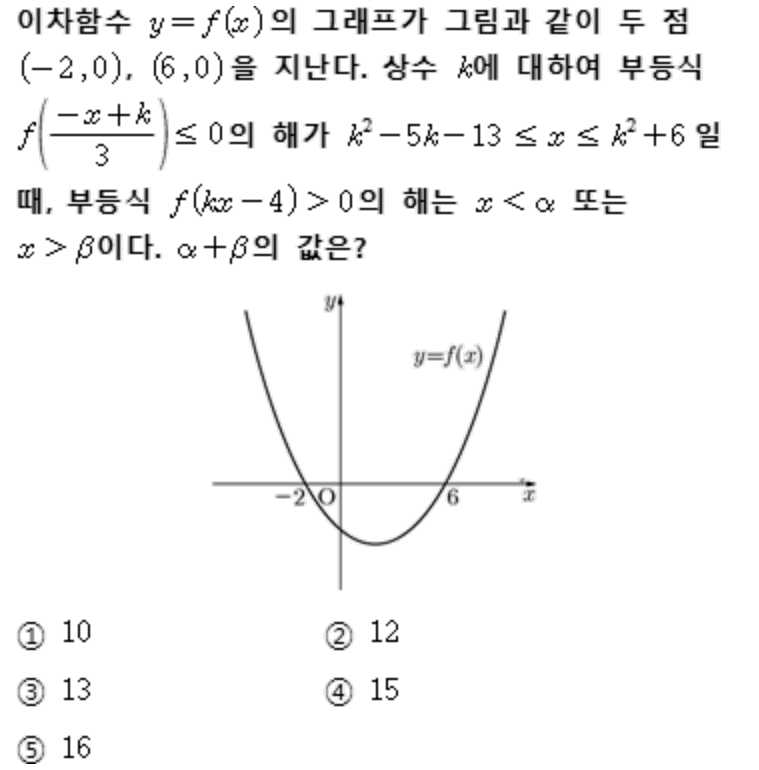 이차함수 y=f(x)의 그래프가 그림과 같이 두 점
(−2,0), (6,0)을 지난다. 상수 k에 대하여 부등식
f((−x+k)/3)≤0의 해가 k²−5k−13≤x≤k²+6일
때, 부등식 f(kx−4)>0의 해는 x<α 또는
x>β이다. α+β의 값은?
y
y=f(x)
−2 O 6 x
① 10 ② 12
③ 13 ④ 15
⑤ 16